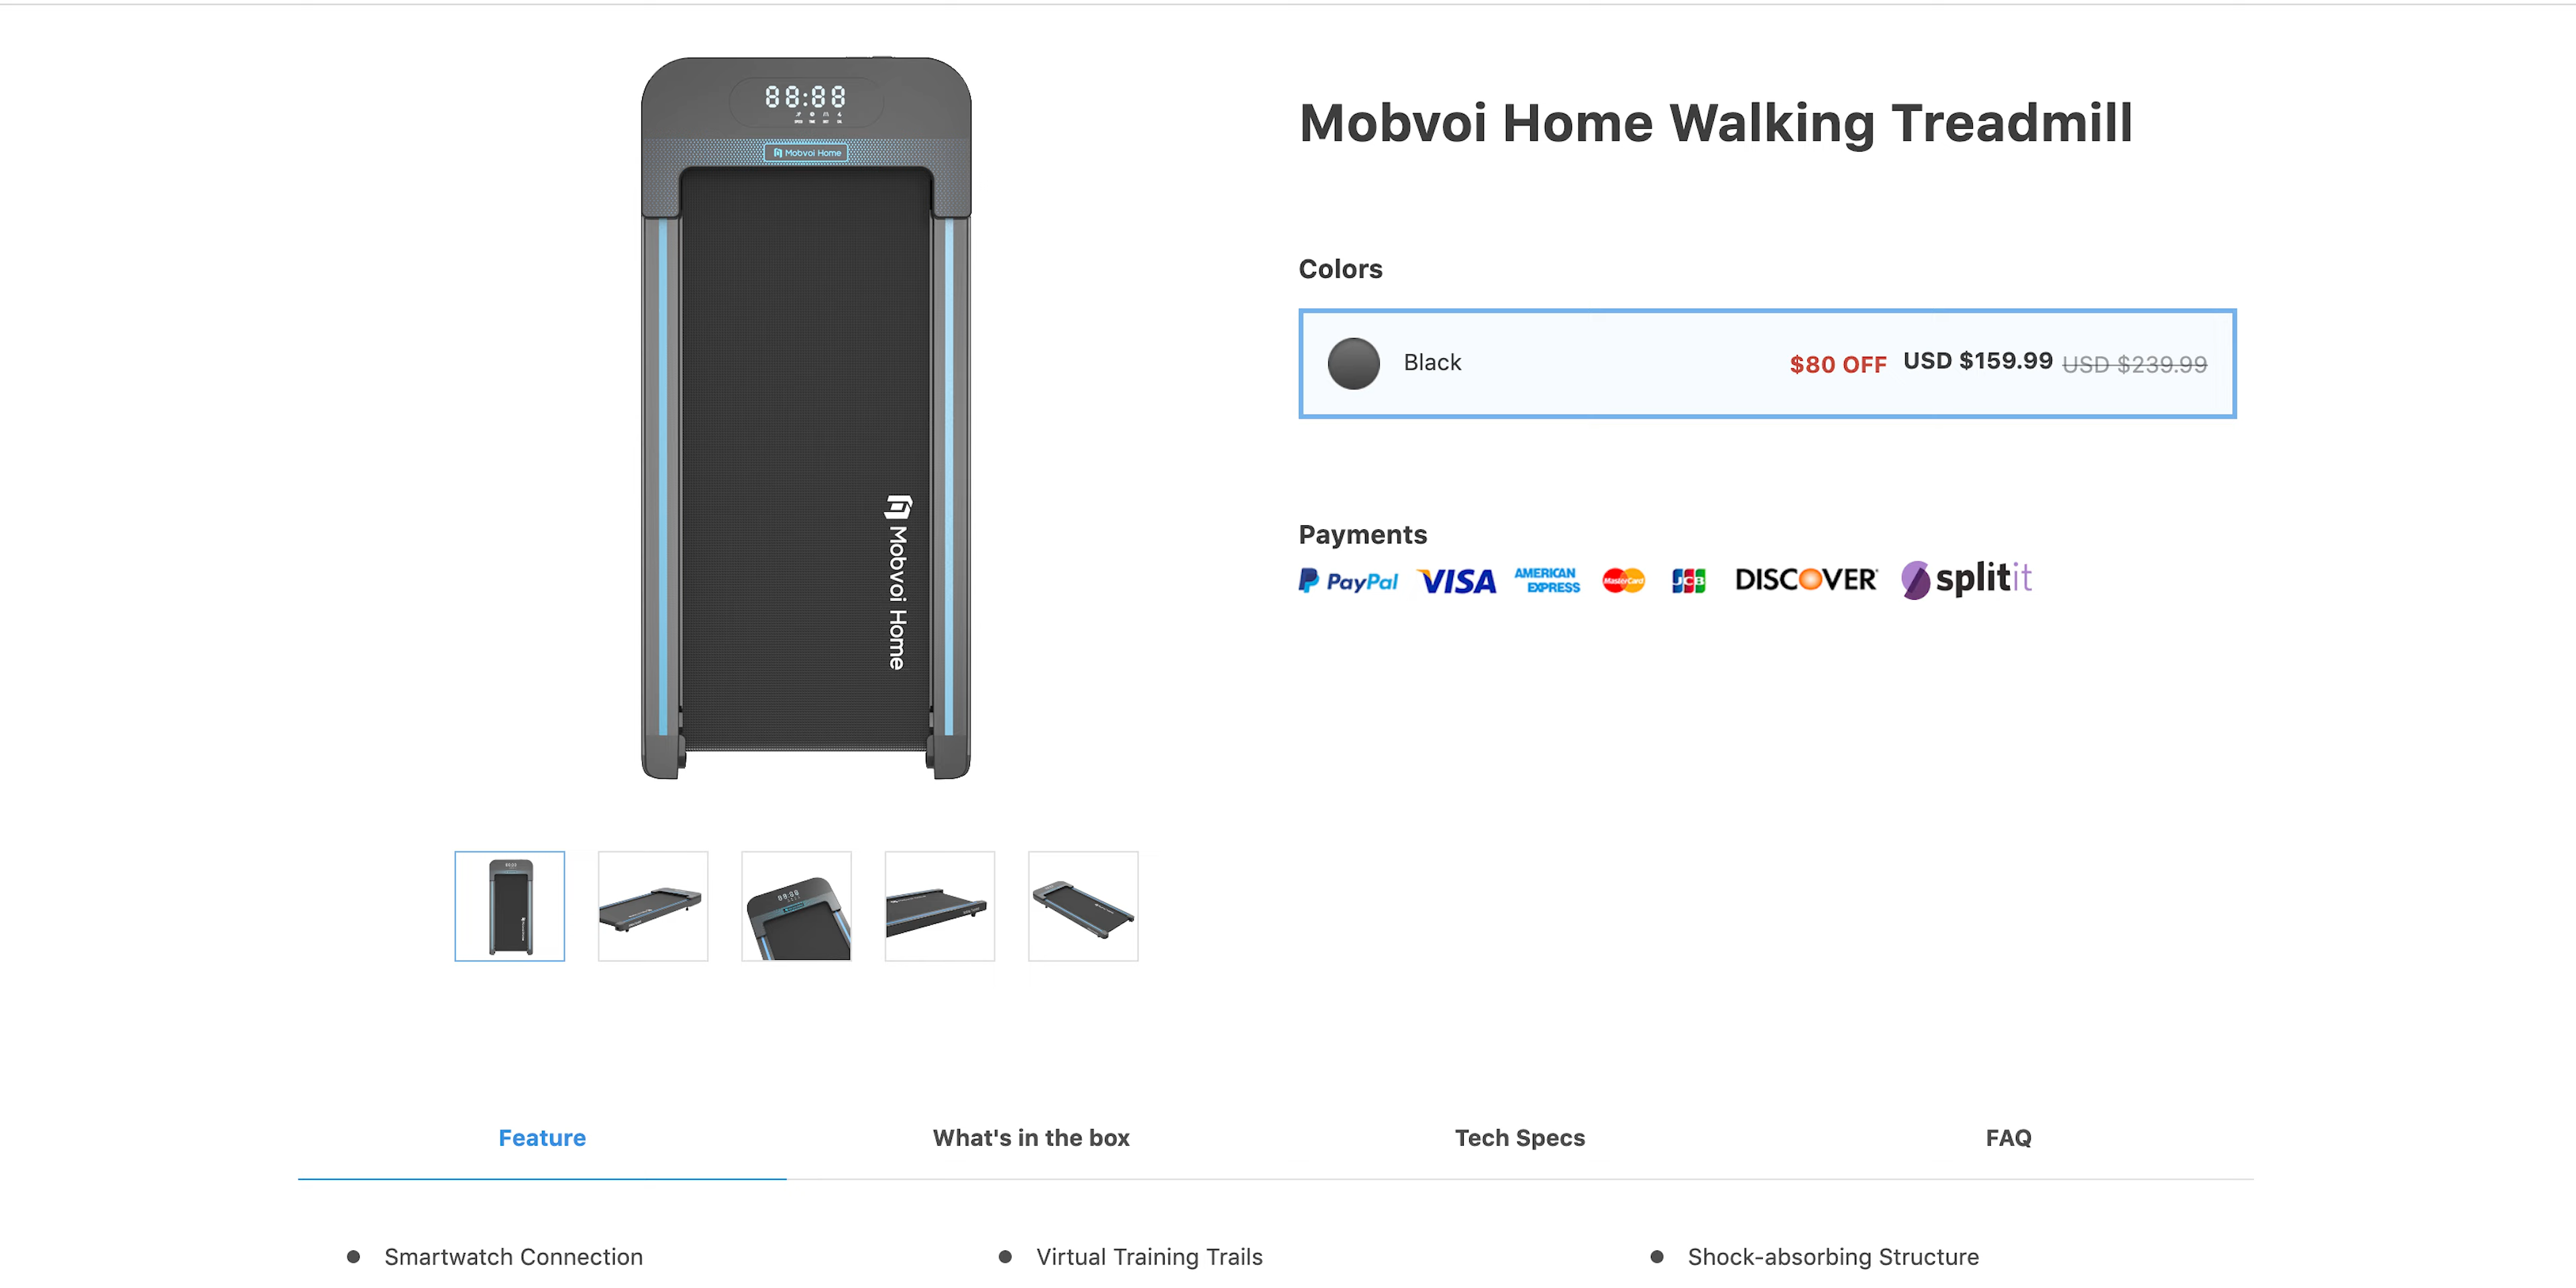 88:88
Mobvoi Home
Mobvoi Home
Mobvoi Home Walking Treadmill
Colors
Black $80 OFF USD $159.99 USD $239.99
Payments
PayPal VISA AMERICAN EXPRESS MasterCard JCB DISCOVER splitit
Feature What's in the box Tech Specs FAQ
Smartwatch Connection Virtual Training Trails Shock-absorbing Structure